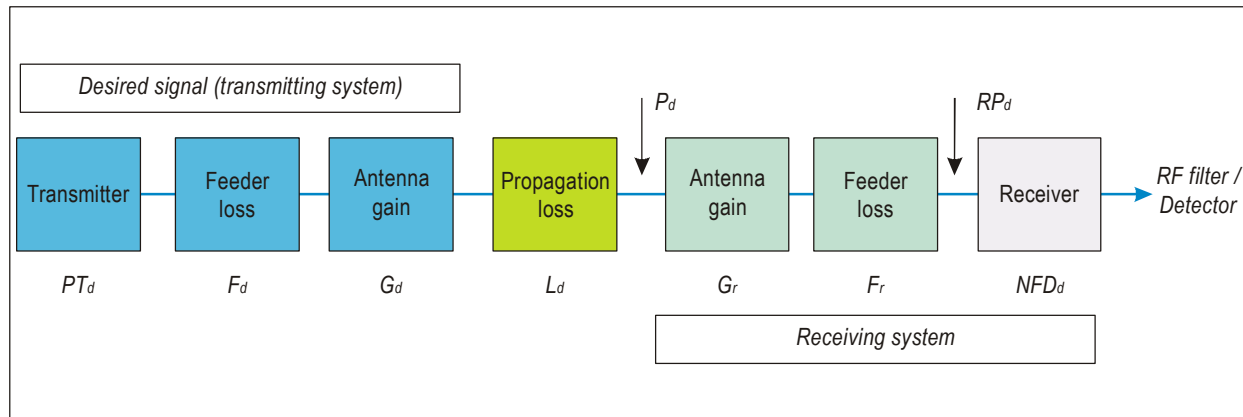 Desired signal (transmitting system)
Pd
RPd
Transmitter
Feeder
loss
Antenna
gain
Propagation
loss
Antenna
gain
Feeder
loss
Receiver
RF filter /
Detector
PTd
Fd
Gd
Ld
Gr
Fr
NFDd
Receiving system